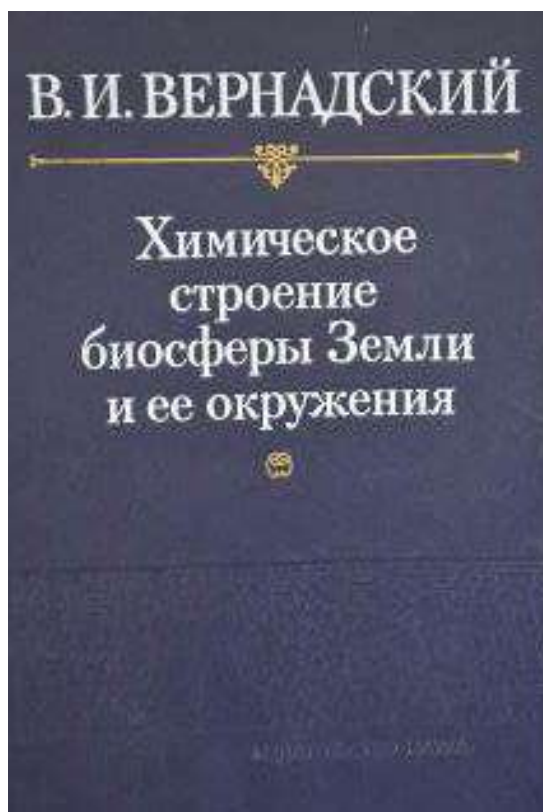 В. И. ВЕРНАДСКИЙ
Химическое
строение
биосферы Земли
и ее окружения